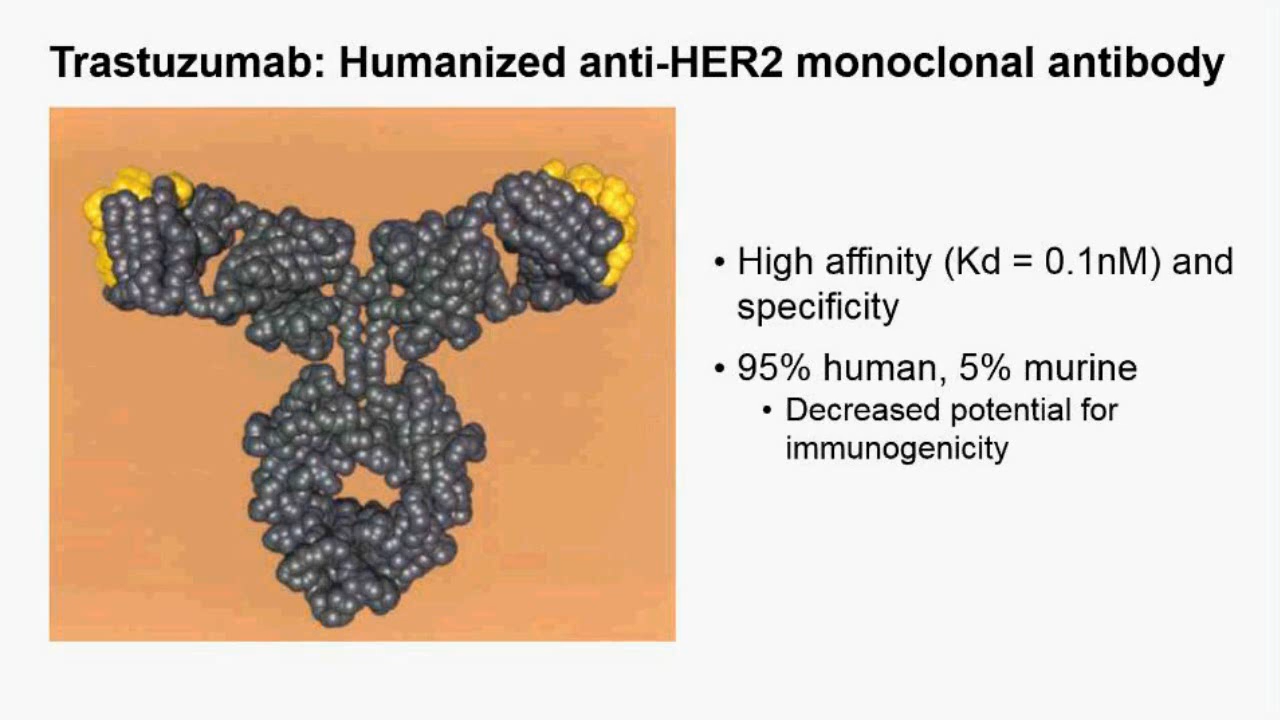 Trastuzumab: Humanized anti-HER2 monoclonal antibody
• High affinity (Kd = 0.1nM) and
specificity
• 95% human, 5% murine
• Decreased potential for
immunogenicity